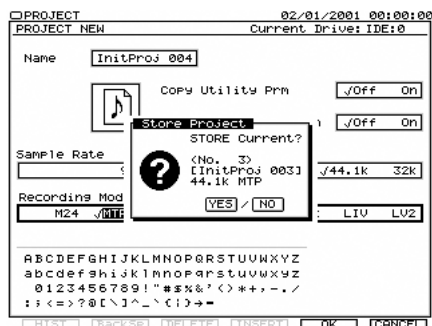 PROJECT 02/01/2001 00:00:00
PROJECT NEW Current Drive:IDE:0
Name InitProj 004
Copy Utility Prm √Off On
Store Project
√Off On
STORE Current?
Sample Rate
(No. 3)
[InitProj 003]
44.1k MTP
√44.1k 32k
YES / NO
Recording Mod
M24 √MTP LIV LV2
ABCDEFGHIJKLMNOPQRSTUVWXYZ
abcdefghijklmnopqrstuvwxyz
0123456789!"#$%&'()*+,-./
:;<=>?@[\]^_`{|}→←
HIST BackSp DELETE INSERT OK CANCEL